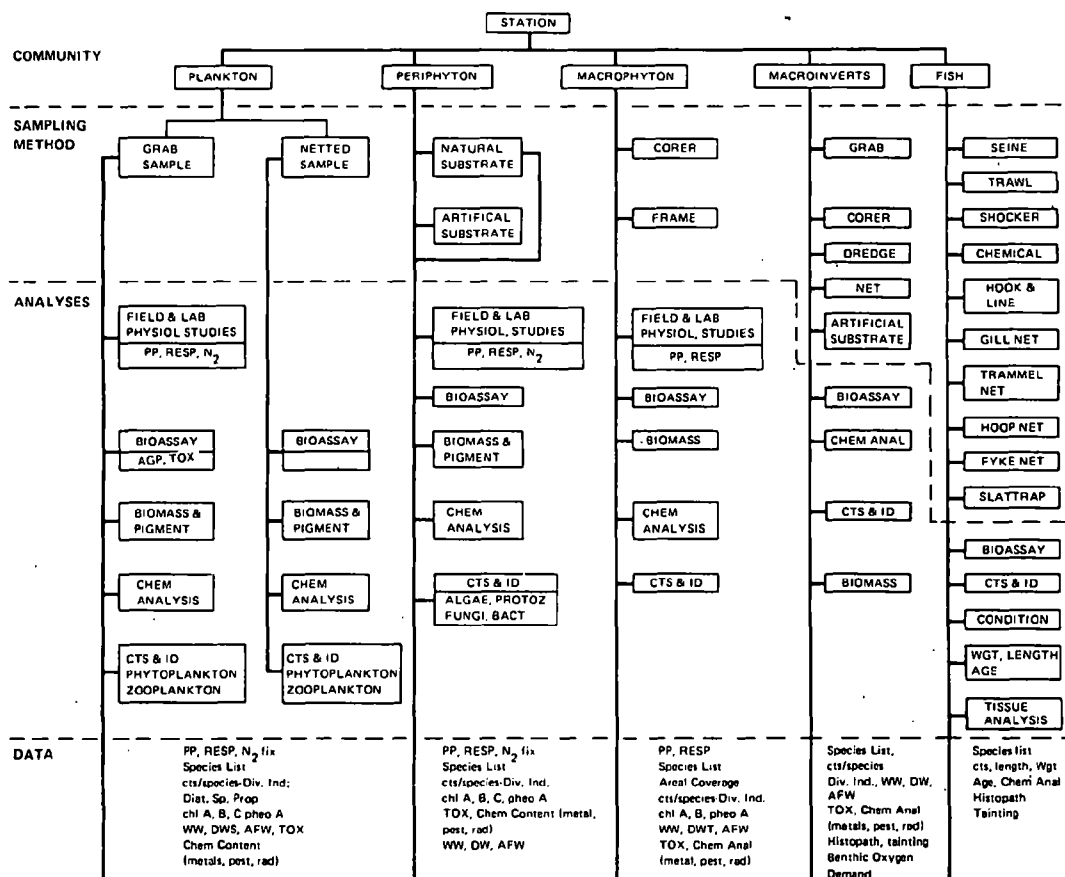 STATION
COMMUNITY
PLANKTON
PERIPHYTON
MACROPHYTON
MACROINVERTS
FISH
SAMPLING
METHOD
GRAB
SAMPLE
NETTED
SAMPLE
NATURAL
SUBSTRATE
ARTIFICAL
SUBSTRATE
CORER
FRAME
GRAB
CORER
DREDGE
NET
ARTIFICIAL
SUBSTRATE
SEINE
TRAWL
SHOCKER
CHEMICAL
HOOK &
LINE
GILL NET
TRAMMEL
NET
HOOP NET
FYKE NET
SLATTRAP
ANALYSES
FIELD & LAB
PHYSIOL STUDIES
PP, RESP, N2
BIOASSAY
AGP, TOX
BIOMASS &
PIGMENT
CHEM
ANALYSIS
CTS & ID
PHYTOPLANKTON
ZOOPLANKTON
BIOASSAY
BIOMASS &
PIGMENT
CHEM
ANALYSIS
CTS & ID
PHYTOPLANKTON
ZOOPLANKTON
FIELD & LAB
PHYSIOL, STUDIES
PP, RESP, N2
BIOASSAY
BIOMASS &
PIGMENT
CHEM
ANALYSIS
CTS & ID
ALGAE, PROTOZ
FUNGI, BACT
FIELD & LAB
PHYSIOL, STUDIES
PP, RESP
BIOASSAY
BIOMASS
CHEM
ANALYSIS
CTS & ID
BIOASSAY
CHEM ANAL
CTS & ID
BIOMASS
BIOASSAY
CTS & ID
CONDITION
WGT, LENGTH
AGE
TISSUE
ANALYSIS
DATA
PP, RESP, N2 fix
Species List
cts/species-Div. Ind;
Diat. Sp. Prop
chl A, B, C pheo A
WW, DWS, AFW, TOX
Chem Content
(metals, pest, rad)
PP, RESP, N2 fix
Species List
cts/species-Div. Ind.
chl A, B, C, pheo A
TOX, Chem Content (metal,
pest, rad)
WW, DW, AFW
PP, RESP
Species List
Areal Coverage
cts/species-Div. Ind.
chl A, B, pheo A
WW, DWT, AFW
TOX, Chem Anal
(metal, pest, rad)
Species List,
cts/species
Div. Ind., WW, DW,
AFW
TOX, Chem Anal
(metals, pest, rad)
Histopath, tainting
Benthic Oxygen
Demand
Species list
cts, length, Wgt
Age, Chem Anal
Histopath
Tainting